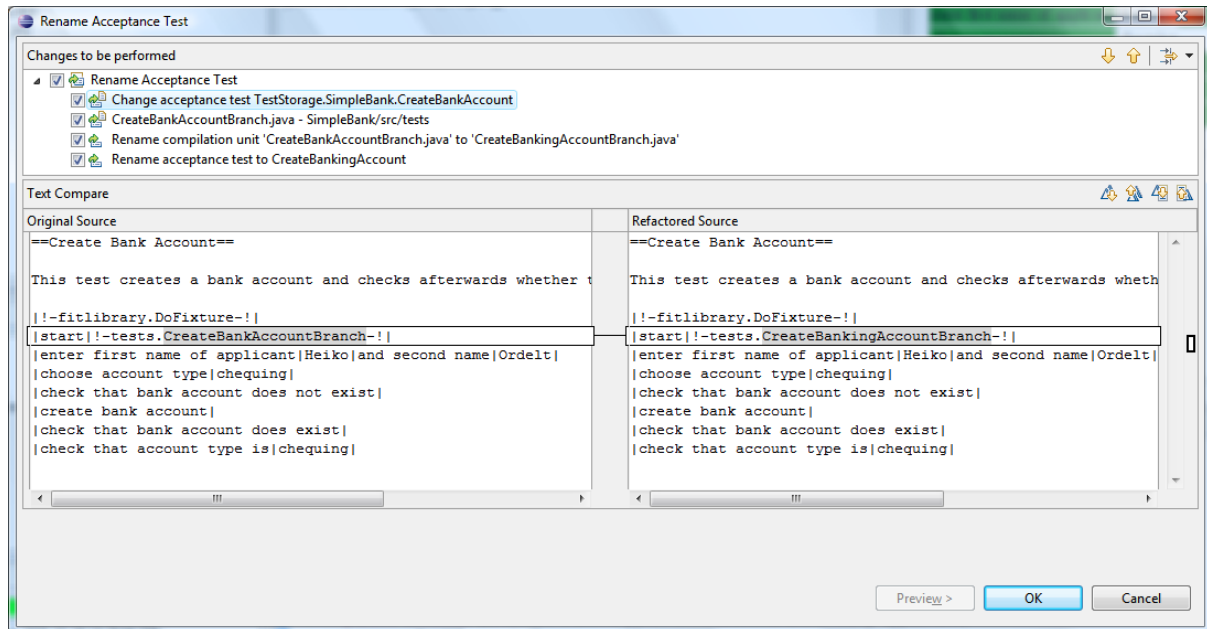 Rename Acceptance Test
Changes to be performed
Rename Acceptance Test
Change acceptance test TestStorage.SimpleBank.CreateBankAccount
CreateBankAccountBranch.java - SimpleBank/src/tests
Rename compilation unit 'CreateBankAccountBranch.java' to 'CreateBankingAccountBranch.java'
Rename acceptance test to CreateBankingAccount
Text Compare
Original Source
==Create Bank Account==
This test creates a bank account and checks afterwards whether t
|!-fitlibrary.DoFixture-!|
|start|!-tests.CreateBankAccountBranch-!|
|enter first name of applicant|Heiko|and second name|Ordelt|
|choose account type|chequing|
|check that bank account does not exist|
|create bank account|
|check that bank account does exist|
|check that account type is|chequing|
Refactored Source
==Create Bank Account==
This test creates a bank account and checks afterwards wheth
|!-fitlibrary.DoFixture-!|
|start|!-tests.CreateBankingAccountBranch-!|
|enter first name of applicant|Heiko|and second name|Ordelt|
|choose account type|chequing|
|check that bank account does not exist|
|create bank account|
|check that bank account does exist|
|check that account type is|chequing|
Preview >
OK
Cancel